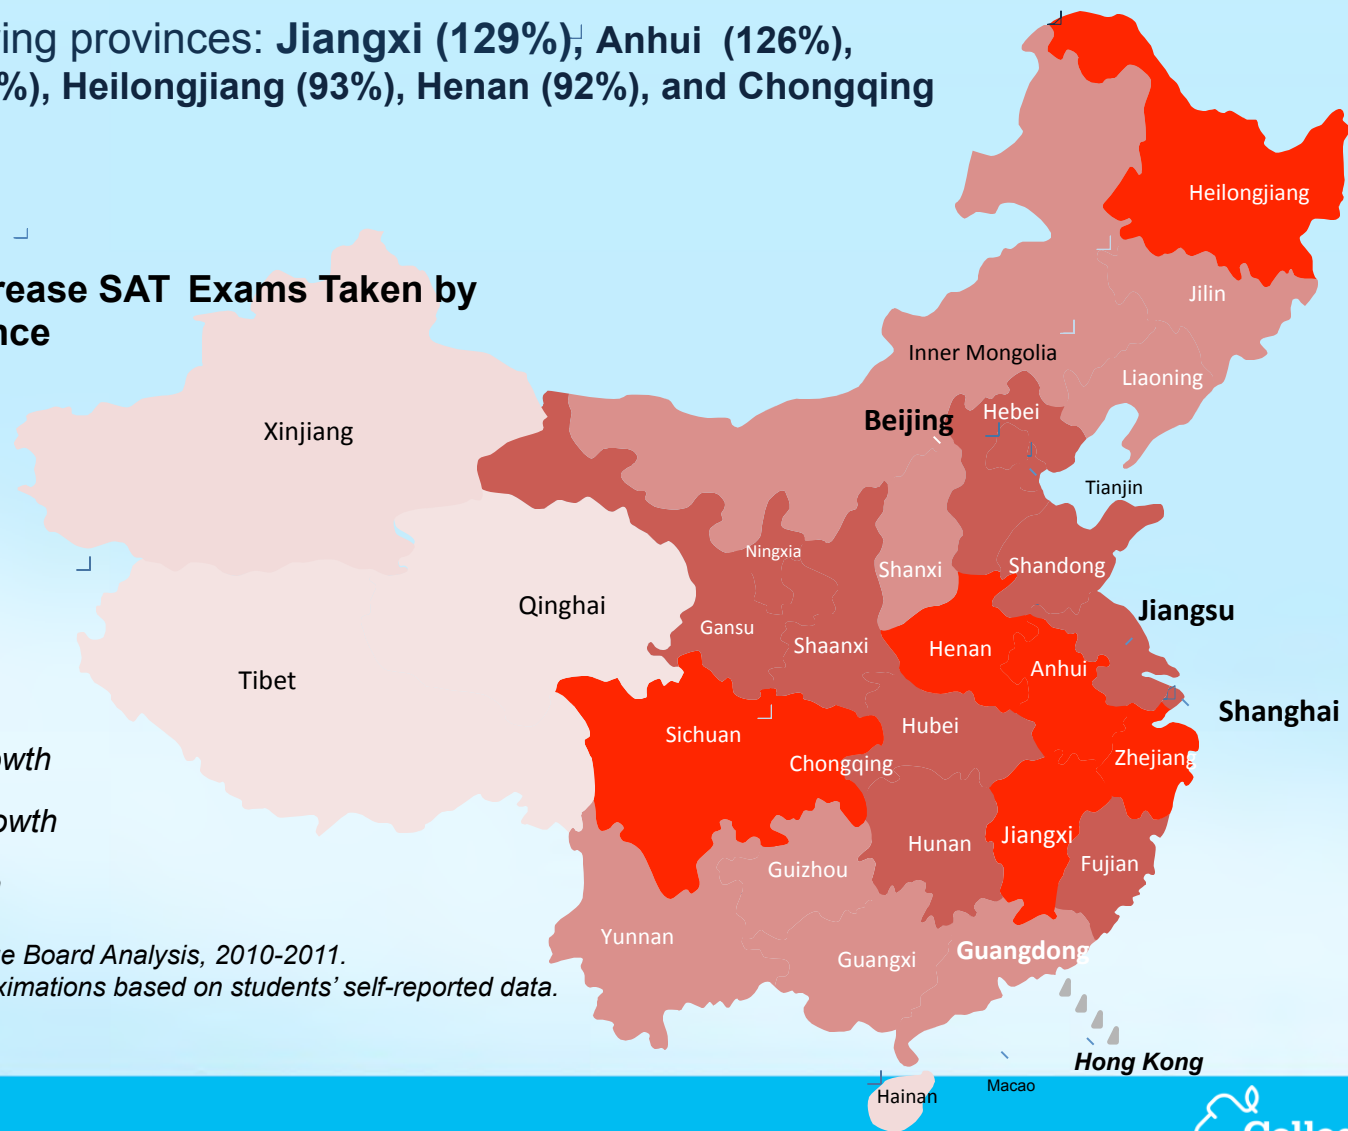 ing provinces: Jiangxi (129%), Anhui (126%),
%), Heilongjiang (93%), Henan (92%), and Chongqing
Heilongjiang
rease SAT Exams Taken by
nce
Jilin
Inner Mongolia
Liaoning
Hebei
Beijing
Xinjiang
Tianjin
Ningxia
Shanxi
Shandong
Qinghai
Jiangsu
Gansu
Shaanxi
Henan
Anhui
Tibet
Shanghai
Hubei
Sichuan
Chongqing
Zhejiang
owth
owth
Jiangxi
Hunan
Fujian
Guizhou
Yunnan
Guangxi
Guangdong
e Board Analysis, 2010-2011.
ximations based on students' self-reported data.
Hong Kong
Macao
Hainan